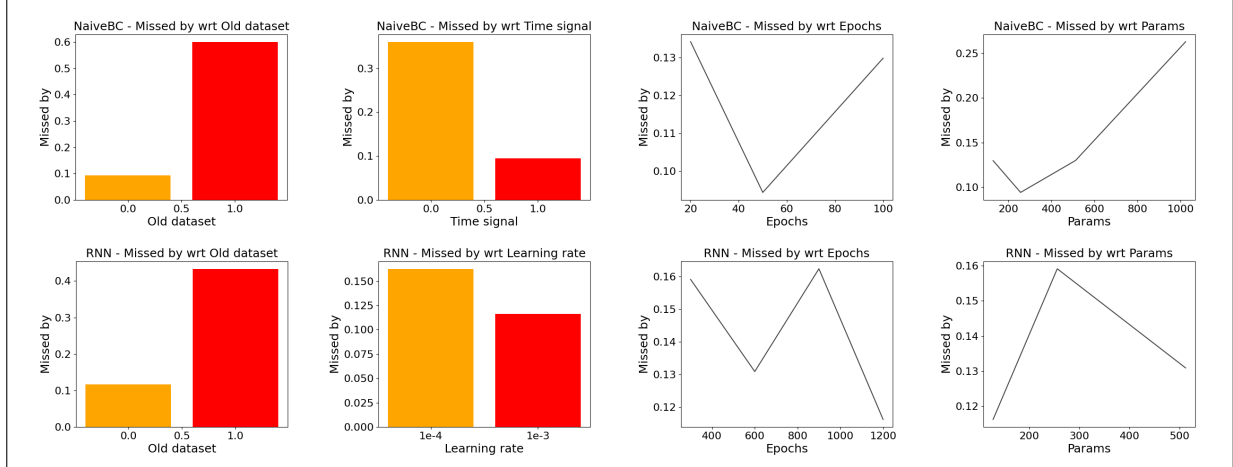 NaiveBC - Missed by wrt Old dataset
0.6
0.5
0.4
0.3
0.2
0.1
0.0
Missed by
0.0 0.5 1.0
Old dataset
NaiveBC - Missed by wrt Time signal
0.3
0.2
0.1
0.0
Missed by
0.0 0.5 1.0
Time signal
NaiveBC - Missed by wrt Epochs
0.13
0.12
0.11
0.10
Missed by
20 40 60 80 100
Epochs
NaiveBC - Missed by wrt Params
0.25
0.20
0.15
0.10
Missed by
200 400 600 800 1000
Params
RNN - Missed by wrt Old dataset
0.4
0.3
0.2
0.1
0.0
Missed by
0.0 0.5 1.0
Old dataset
RNN - Missed by wrt Learning rate
0.150
0.125
0.100
0.075
0.050
0.025
0.000
Missed by
1e-4 1e-3
Learning rate
RNN - Missed by wrt Epochs
0.16
0.15
0.14
0.13
0.12
Missed by
400 600 800 1000 1200
Epochs
RNN - Missed by wrt Params
0.16
0.15
0.14
0.13
0.12
Missed by
200 300 400 500
Params